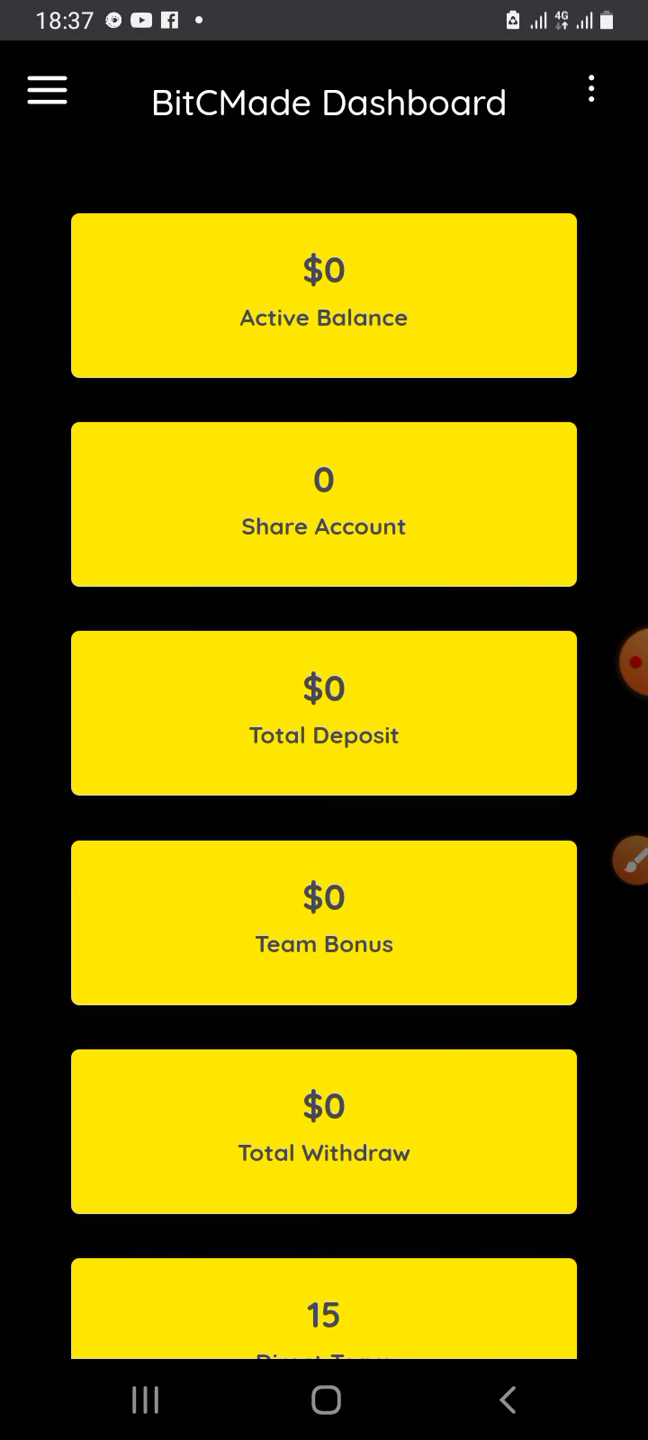 18:37
4G
BitCMade Dashboard
$0
Active Balance
0
Share Account
$0
Total Deposit
$0
Team Bonus
$0
Total Withdraw
15